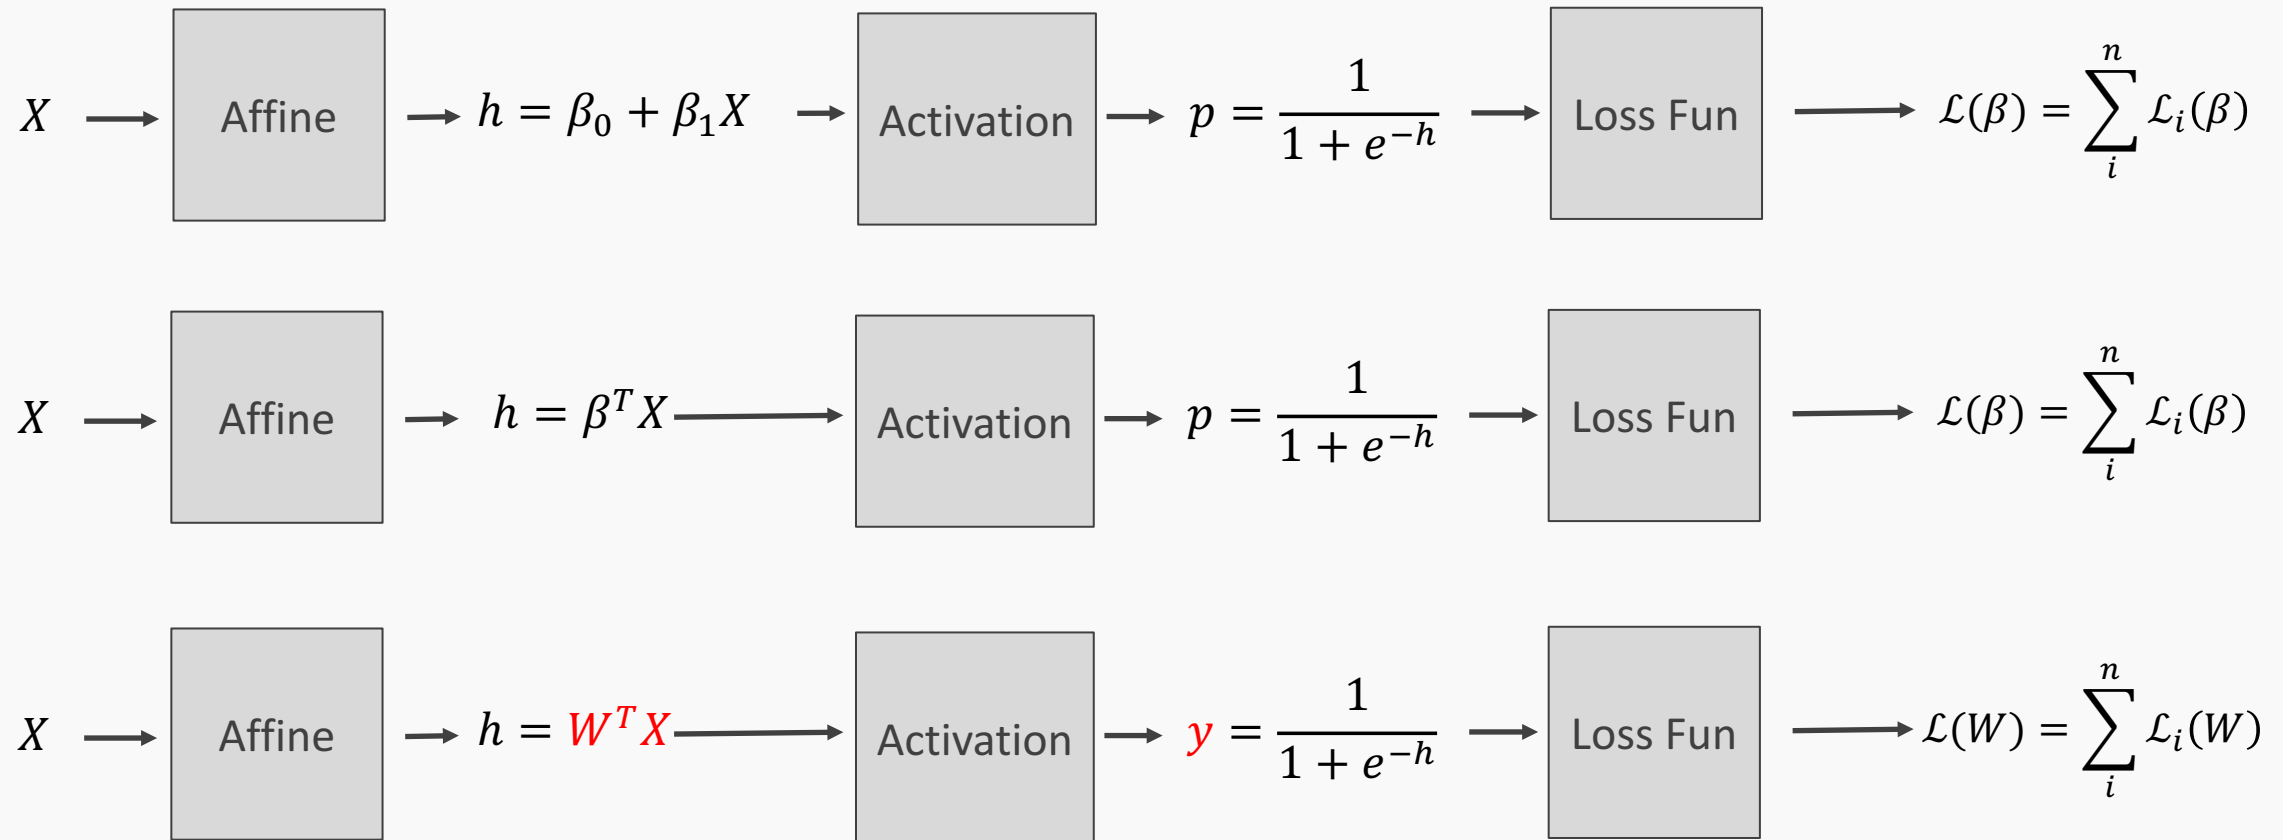 X Affine h = β₀ + β₁X Activation p = 1 / (1 + e⁻ʰ) Loss Fun ℒ(β) = ∑ᵢⁿ ℒᵢ(β)
X Affine h = βᵀX Activation p = 1 / (1 + e⁻ʰ) Loss Fun ℒ(β) = ∑ᵢⁿ ℒᵢ(β)
X Affine h = WᵀX Activation y = 1 / (1 + e⁻ʰ) Loss Fun ℒ(W) = ∑ᵢⁿ ℒᵢ(W)